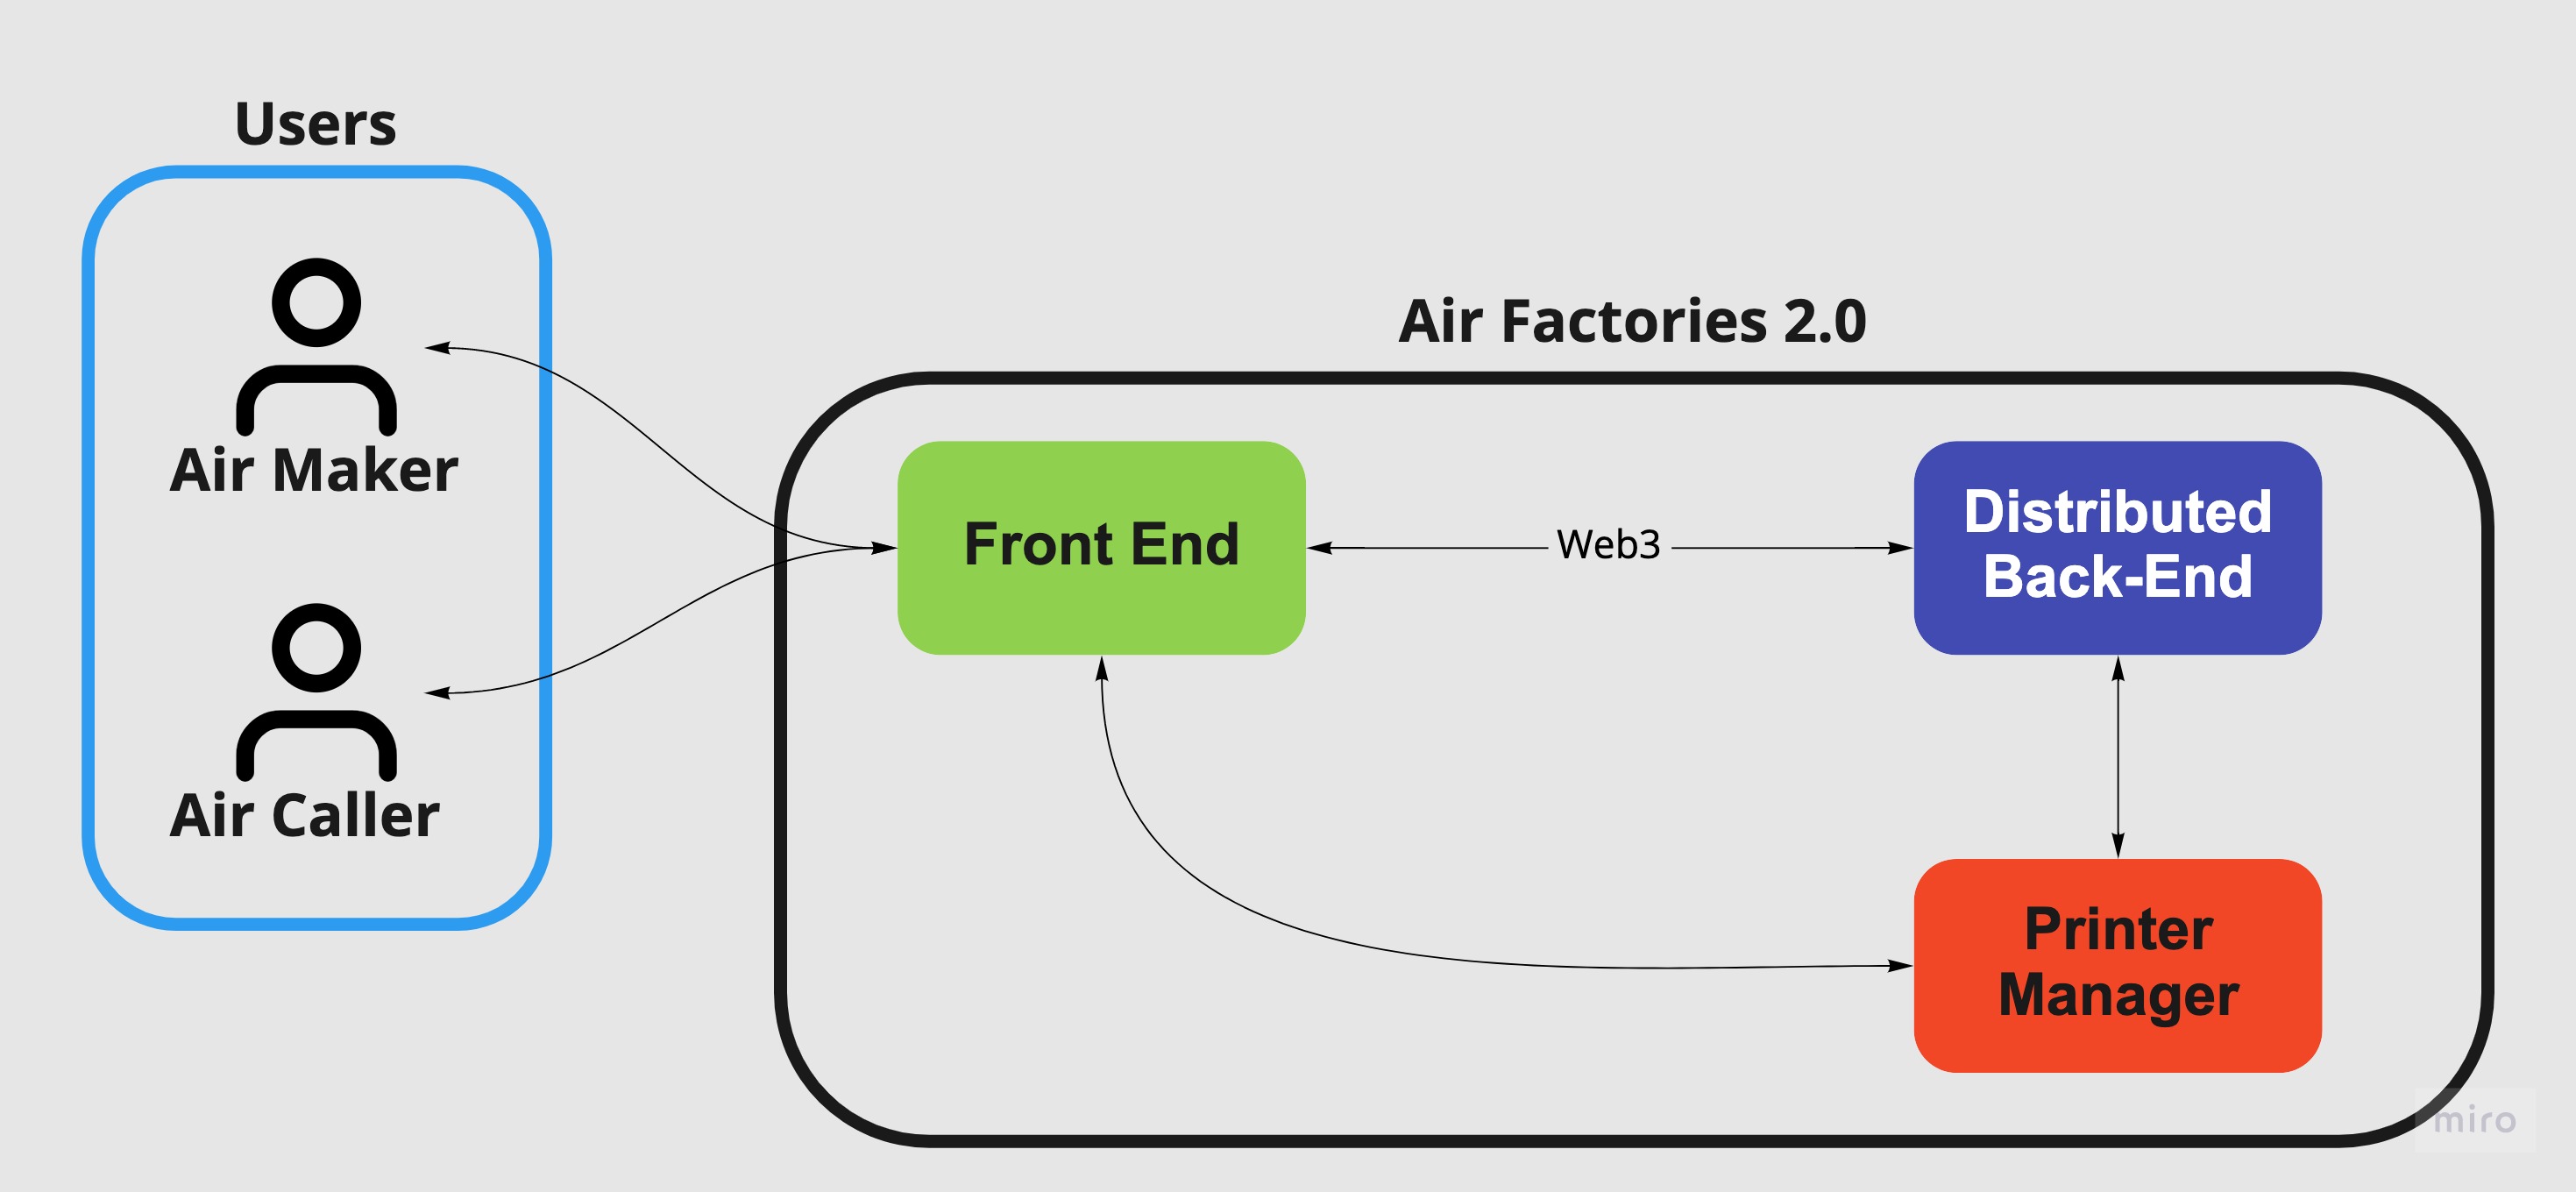 Users
Air Maker
Air Caller
Air Factories 2.0
Front End
Web3
Distributed
Back-End
Printer
Manager
miro